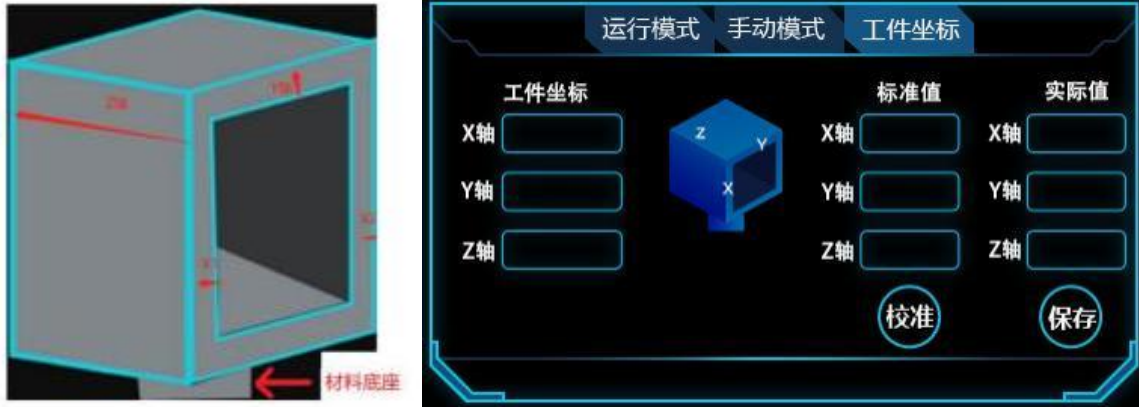 材料底座
运行模式 手动模式 工件坐标
工件坐标 标准值 实际值
X轴 Z Y X轴 X轴
Y轴 X Y轴 Y轴
Z轴 Z轴 Z轴
校准 保存